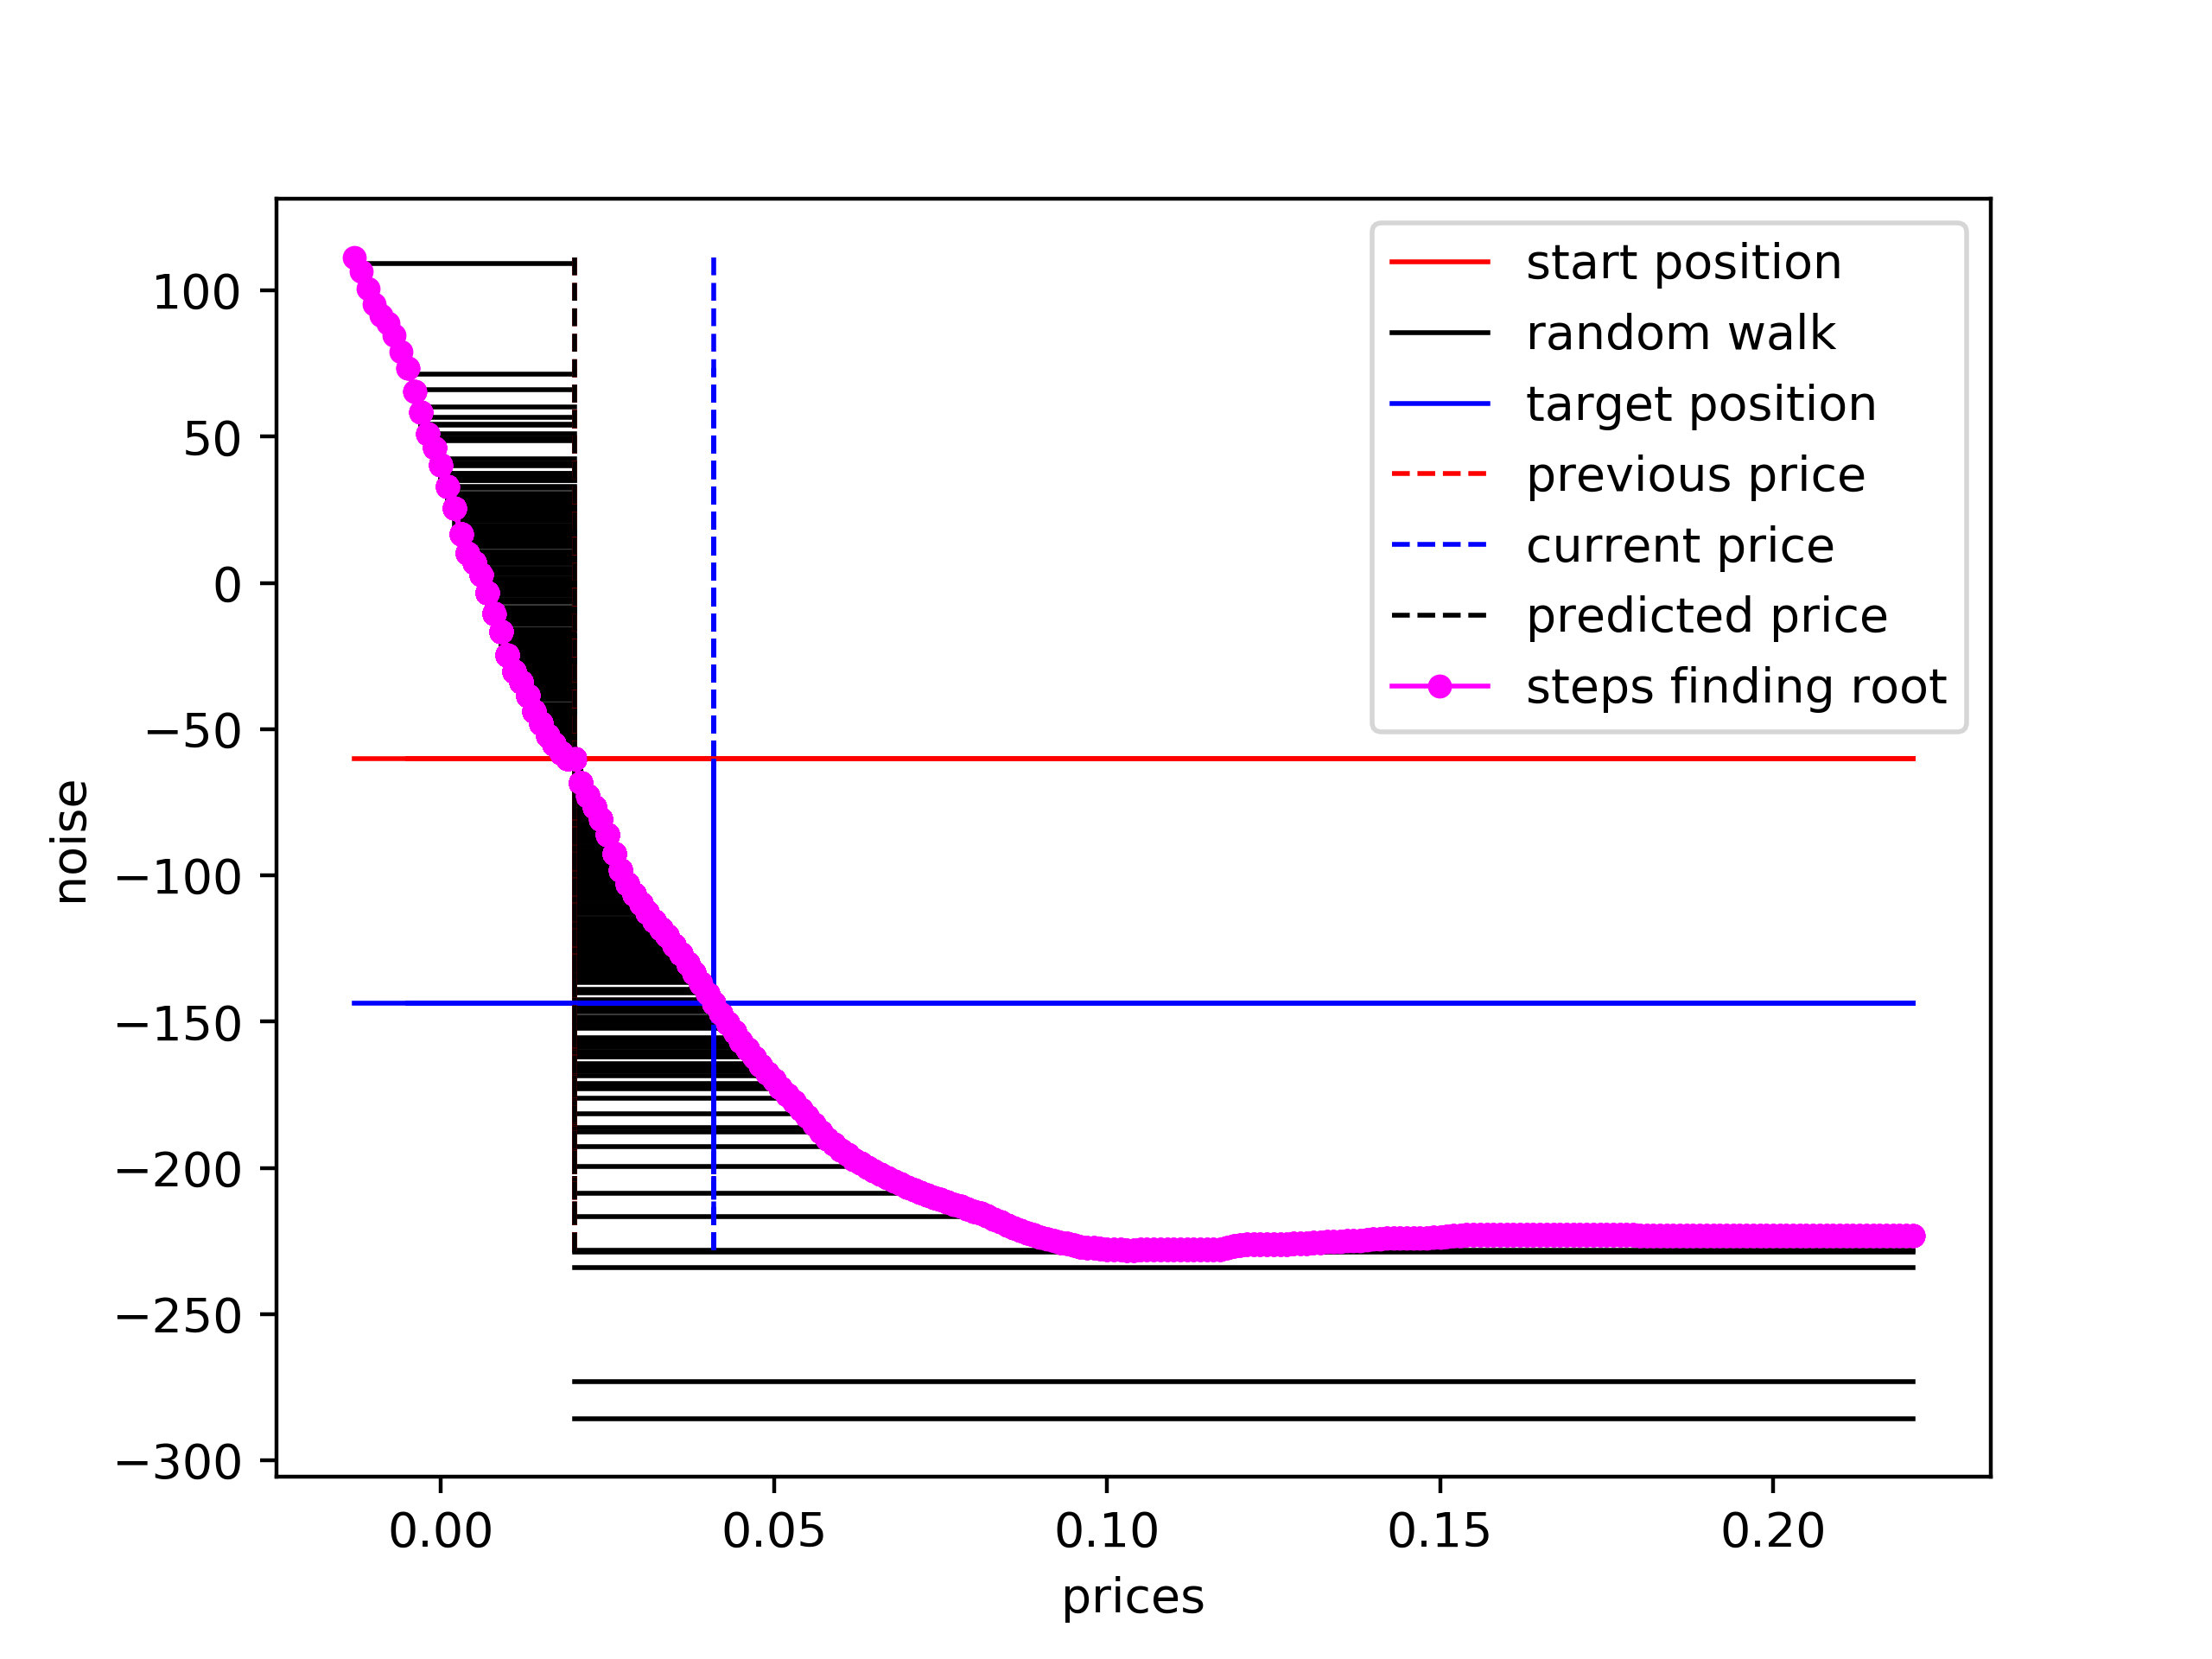 start position
random walk
target position
previous price
current price
predicted price
steps finding root
100
50
0
−50
−100
−150
−200
−250
−300
noise
0.00 0.05 0.10 0.15 0.20
prices